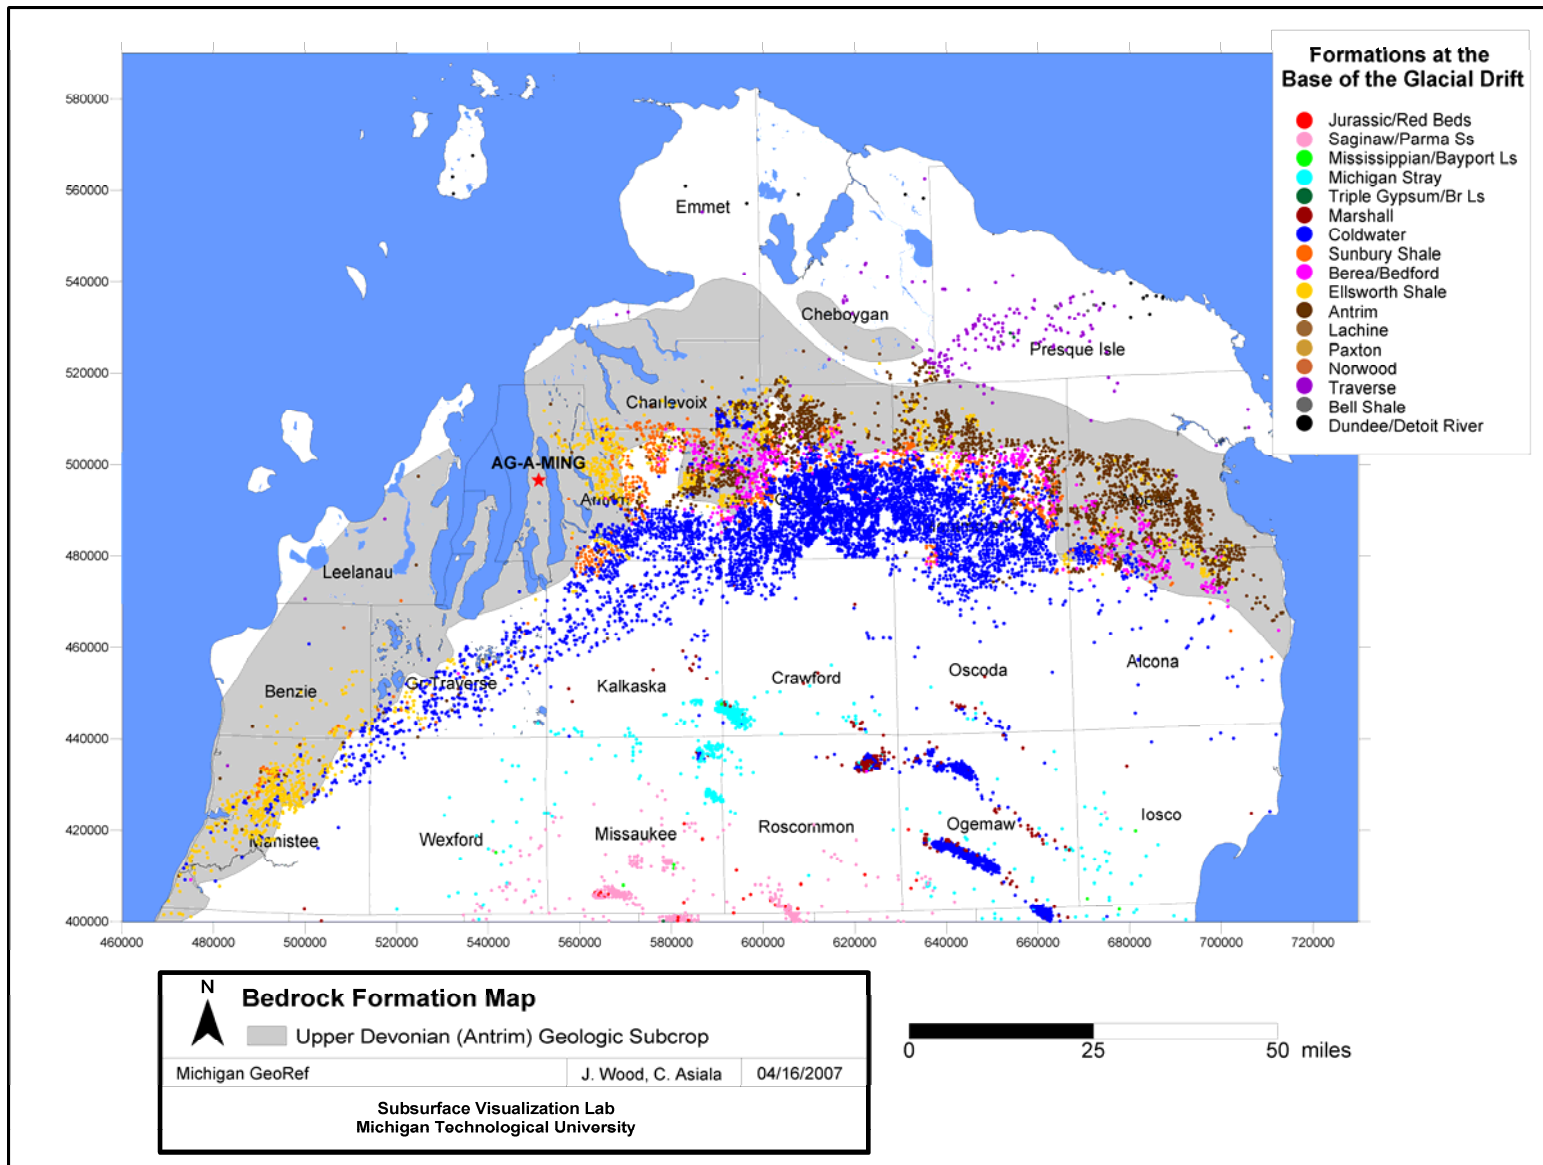 Formations at the
Base of the Glacial Drift
Jurassic/Red Beds
Saginaw/Parma Ss
Mississippian/Bayport Ls
Michigan Stray
Triple Gypsum/Br Ls
Marshall
Coldwater
Sunbury Shale
Berea/Bedford
Ellsworth Shale
Antrim
Lachine
Paxton
Norwood
Traverse
Bell Shale
Dundee/Detoit River
580000
560000
540000
520000
500000
480000
460000
440000
420000
400000
Emmet
Cheboygan
Presque Isle
Charlevoix
AG-A-MING
Leelanau
Benzie
Gr. Traverse
Kalkaska
Crawford
Oscoda
Alcona
Manistee
Wexford
Missaukee
Roscommon
Ogemaw
Iosco
460000 480000 500000 520000 540000 560000 580000 600000 620000 640000 660000 680000 700000 720000
N
Bedrock Formation Map
Upper Devonian (Antrim) Geologic Subcrop
Michigan GeoRef
J. Wood, C. Asiala
04/16/2007
Subsurface Visualization Lab
Michigan Technological University
0 25 50 miles